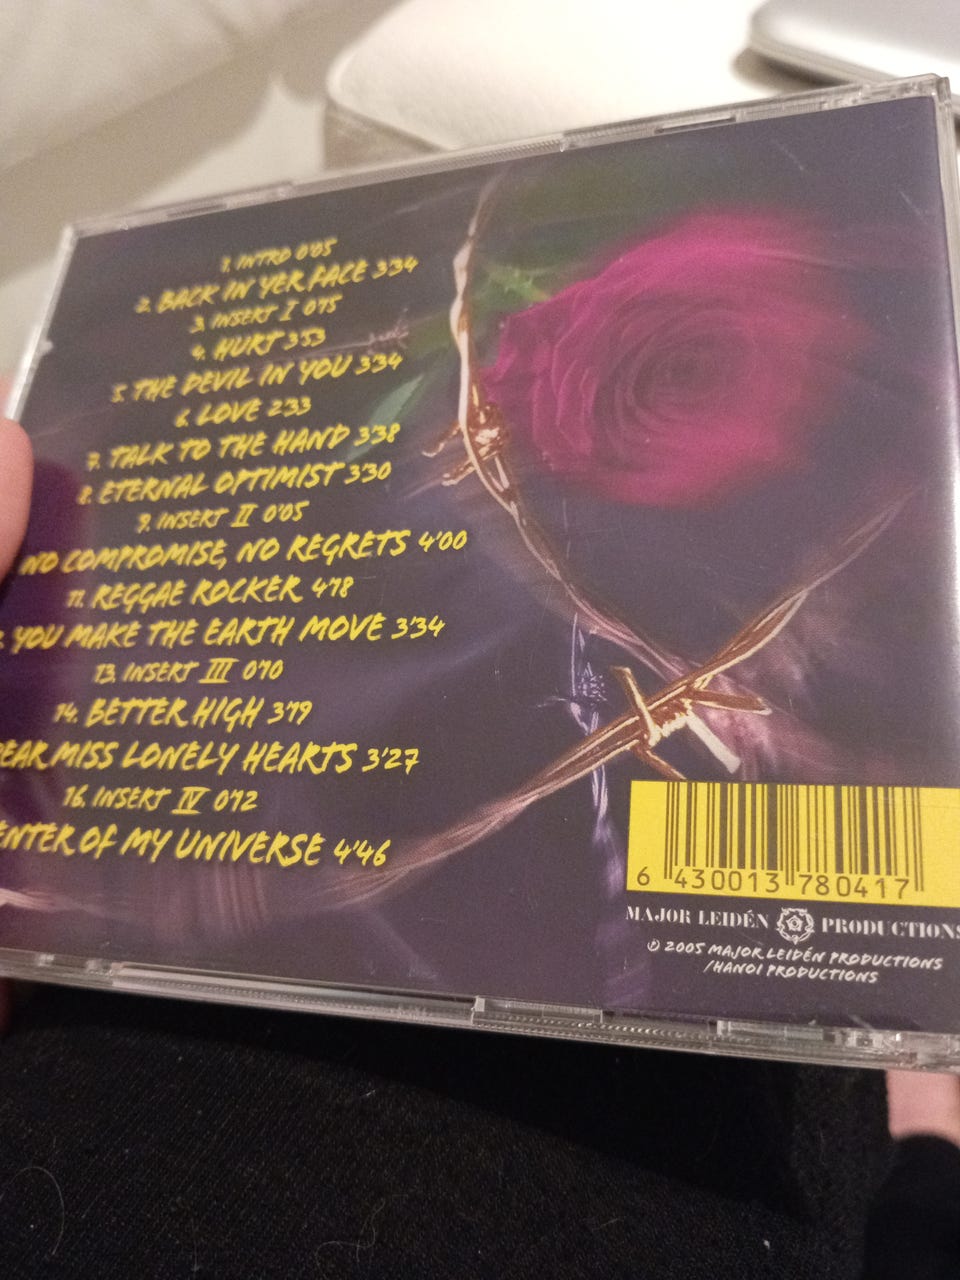 1. INTRO 0'05
2. BACK IN YER FACE 3'34
3. INSERT I 0'15
4. HURT 3'53
5. THE DEVIL IN YOU 3'34
6. LOVE 2'33
7. TALK TO THE HAND 3'38
8. ETERNAL OPTIMIST 3'30
9. INSERT II 0'05
NO COMPROMISE, NO REGRETS 4'00
11. REGGAE ROCKER 4'18
. YOU MAKE THE EARTH MOVE 3'34
13. INSERT III 0'10
14. BETTER HIGH 3'19
EAR MISS LONELY HEARTS 3'27
16. INSERT IV 0'12
ENTER OF MY UNIVERSE 4'46
6 430013 780417
MAJOR LEIDÉN PRODUCTIONS
℗ 2005 MAJOR LEIDÉN PRODUCTIONS
/HANOI PRODUCTIONS